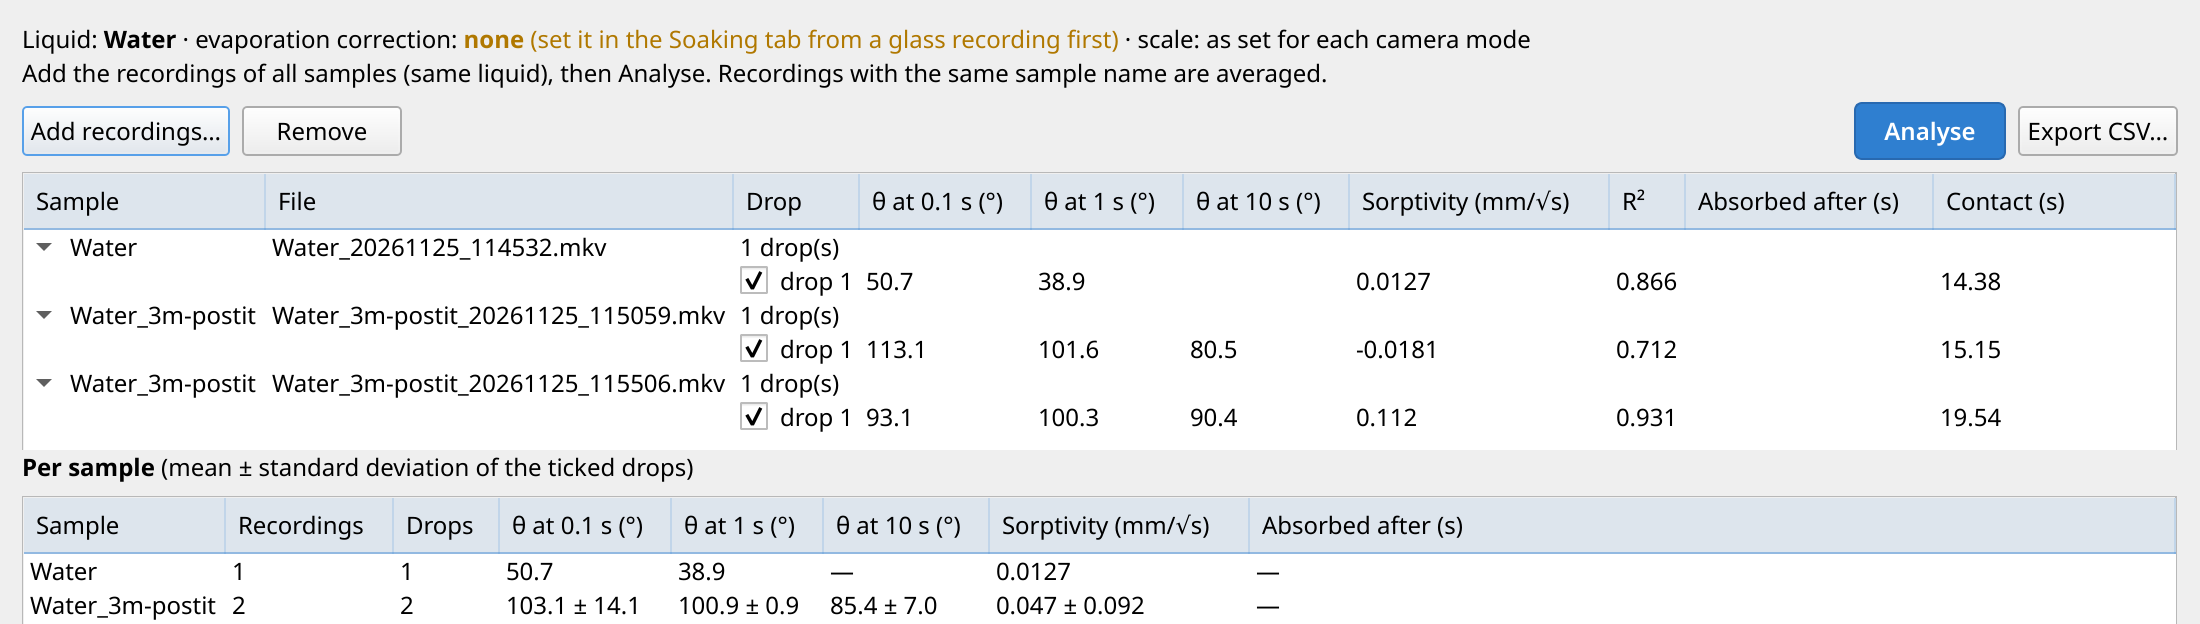 Liquid: Water · evaporation correction: none (set it in the Soaking tab from a glass recording first) · scale: as set for each camera mode
Add the recordings of all samples (same liquid), then Analyse. Recordings with the same sample name are averaged.
Add recordings... Remove Analyse Export CSV...
Sample File Drop θ at 0.1 s (°) θ at 1 s (°) θ at 10 s (°) Sorptivity (mm/√s) R² Absorbed after (s) Contact (s)
Water Water_20261125_114532.mkv 1 drop(s)
drop 1 50.7 38.9 0.0127 0.866 14.38
Water_3m-postit Water_3m-postit_20261125_115059.mkv 1 drop(s)
drop 1 113.1 101.6 80.5 -0.0181 0.712 15.15
Water_3m-postit Water_3m-postit_20261125_115506.mkv 1 drop(s)
drop 1 93.1 100.3 90.4 0.112 0.931 19.54
Per sample (mean ± standard deviation of the ticked drops)
Sample Recordings Drops θ at 0.1 s (°) θ at 1 s (°) θ at 10 s (°) Sorptivity (mm/√s) Absorbed after (s)
Water 1 1 50.7 38.9 — 0.0127 —
Water_3m-postit 2 2 103.1 ± 14.1 100.9 ± 0.9 85.4 ± 7.0 0.047 ± 0.092 —